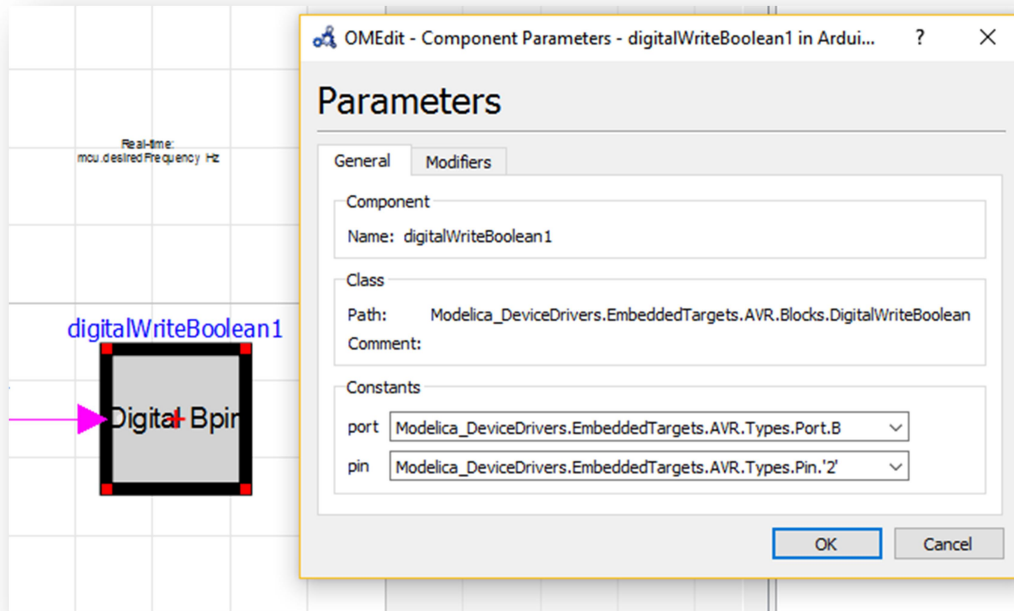 OMEdit - Component Parameters - digitalWriteBoolean1 in Ardui... ?
Parameters
General Modifiers
Component
Name: digitalWriteBoolean1
Class
Path: Modelica_DeviceDrivers.EmbeddedTargets.AVR.Blocks.DigitalWriteBoolean
Comment:
Constants
port Modelica_DeviceDrivers.EmbeddedTargets.AVR.Types.Port.B
pin Modelica_DeviceDrivers.EmbeddedTargets.AVR.Types.Pin.'2'
OK Cancel
Real-time:
mcu.desiredFrequency Hz
digitalWriteBoolean1
Digital Bpin